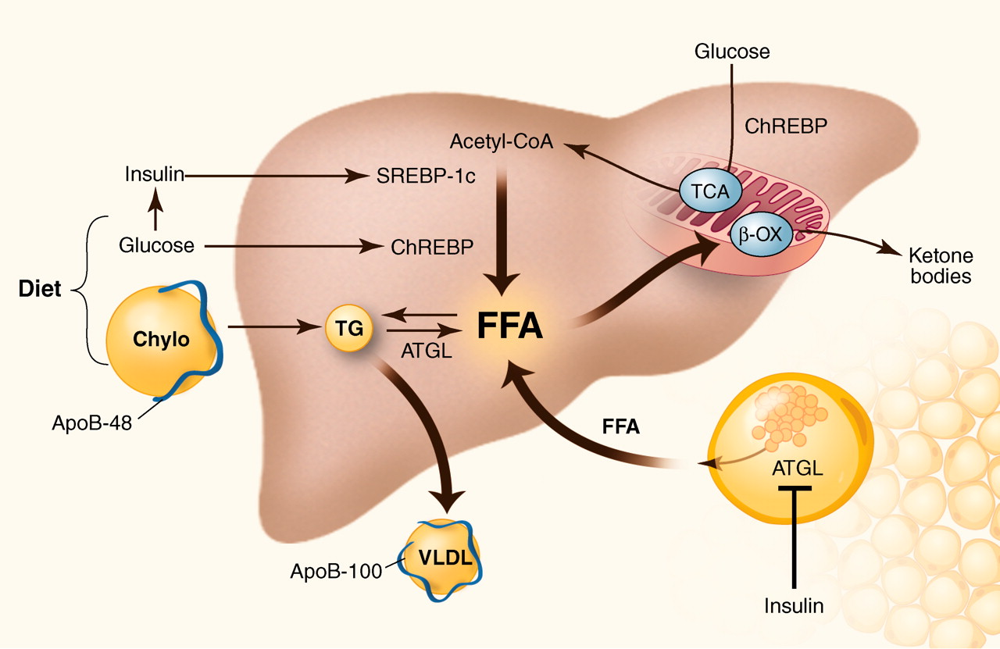 Glucose
ChREBP
Acetyl-CoA
Insulin
SREBP-1c
TCA
Glucose
ChREBP
β-OX
Ketone
bodies
Diet
Chylo
TG
FFA
ATGL
ApoB-48
FFA
ATGL
ApoB-100
VLDL
Insulin